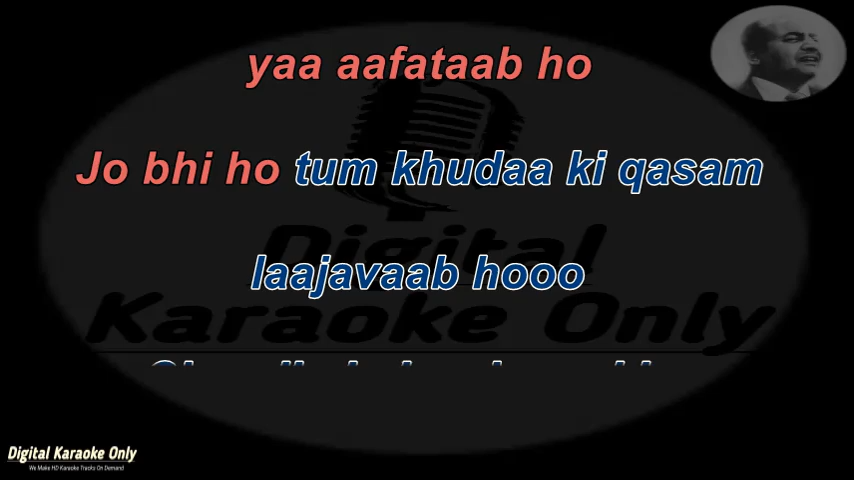 yaa aafataab ho
Jo bhi ho tum khudaa ki qasam
laajavaab hooo
Digital
Karaoke Only
Digital Karaoke Only
We Make HD Karaoke Tracks On Demand